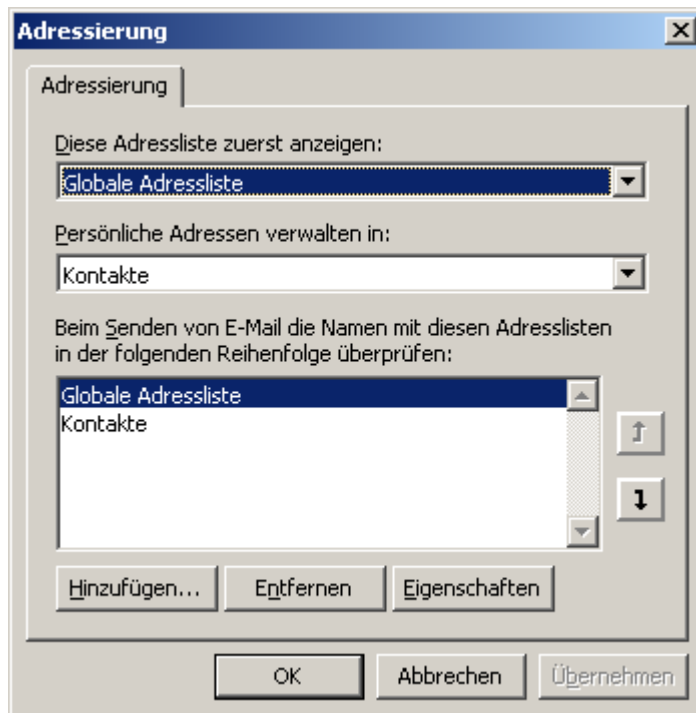 Adressierung
Adressierung
Diese Adressliste zuerst anzeigen:
Globale Adressliste
Persönliche Adressen verwalten in:
Kontakte
Beim Senden von E-Mail die Namen mit diesen Adresslisten
in der folgenden Reihenfolge überprüfen:
Globale Adressliste
Kontakte
Hinzufügen... Entfernen Eigenschaften
OK Abbrechen Übernehmen